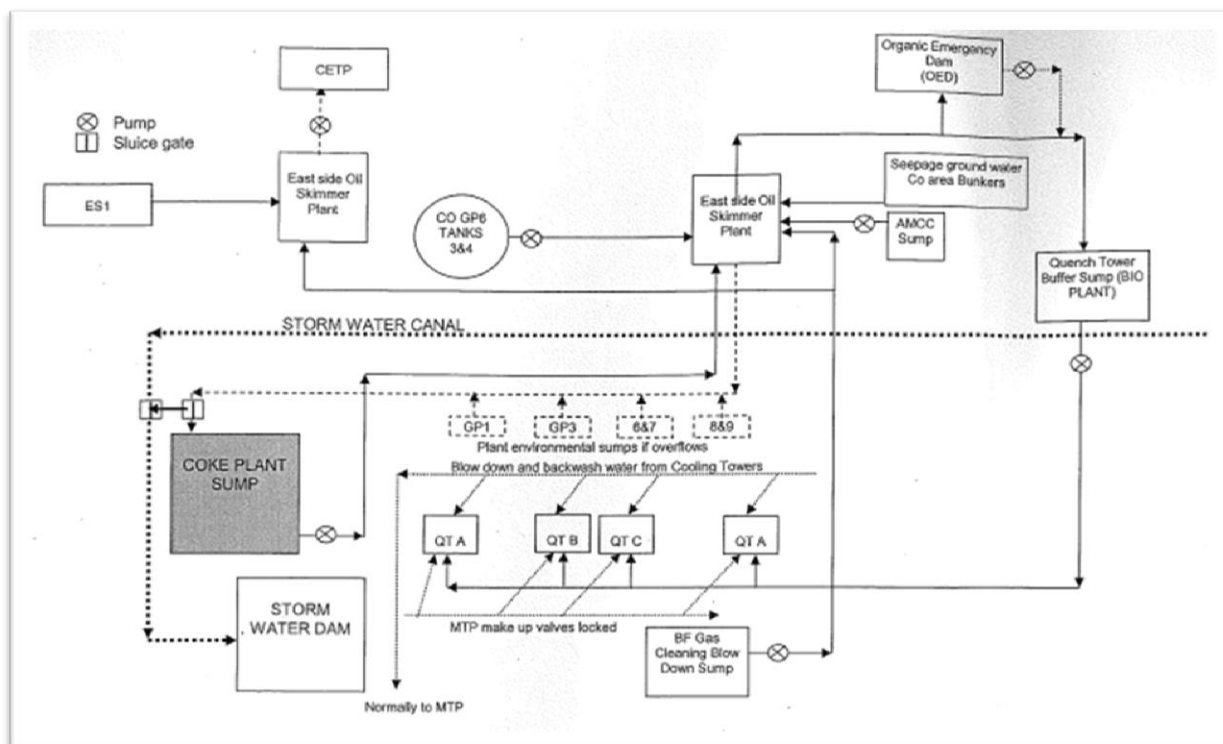 CETP
Organic Emergency
Dam
(OED)
Pump
Sluice gate
ES1
East side Oil
Skimmer
Plant
CO GP6
TANKS
3&4
East side Oil
Skimmer
Plant
Seepage ground water
Co area Bunkers
AMCC
Sump
Quench Tower
Buffer Sump (BIO
PLANT)
STORM WATER CANAL
GP1
GP3
6&7
8&9
Plant environmental sumps if overflows
Blow down and backwash water from Cooling Towers
COKE PLANT
SUMP
QT A
QT B
QT C
QT A
STORM
WATER DAM
MTP make up valves locked
BF Gas
Cleaning Blow
Down Sump
Normally to MTP